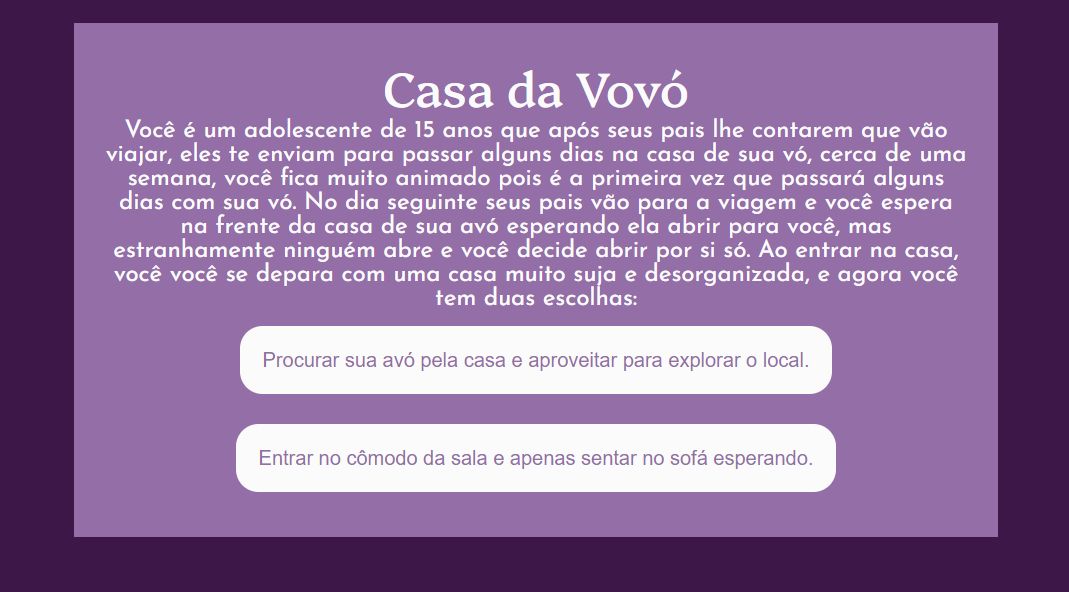 Casa da Vovó
Você é um adolescente de 15 anos que após seus pais lhe contarem que vão
viajar, eles te enviam para passar alguns dias na casa de sua vó, cerca de uma
semana, você fica muito animado pois é a primeira vez que passará alguns
dias com sua vó. No dia seguinte seus pais vão para a viagem e você espera
na frente da casa de sua avó esperando ela abrir para você, mas
estranhamente ninguém abre e você decide abrir por si só. Ao entrar na casa,
você você se depara com uma casa muito suja e desorganizada, e agora você
tem duas escolhas:
Procurar sua avó pela casa e aproveitar para explorar o local.
Entrar no cômodo da sala e apenas sentar no sofá esperando.